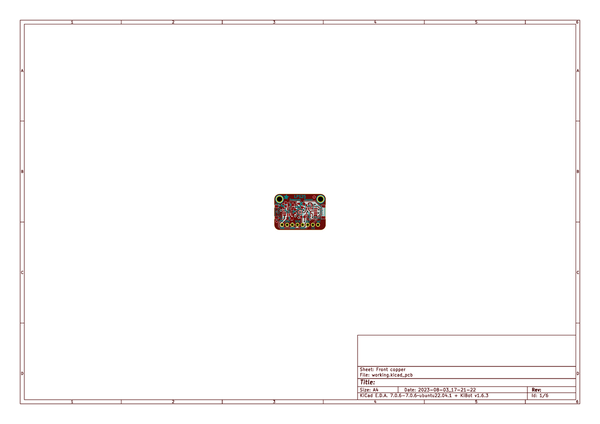 1 2 3 4 5 6
A A
B B
C C
Sheet: Front copper
File: working.kicad_pcb
D D
Title:
Size: A4 Date: 2023-08-03_17-21-22 Rev:
KiCad E.D.A. 7.0.6-7.0.6~ubuntu22.04.1 + KiBot v1.6.3 Id: 1/6
1 2 3 4 5 6